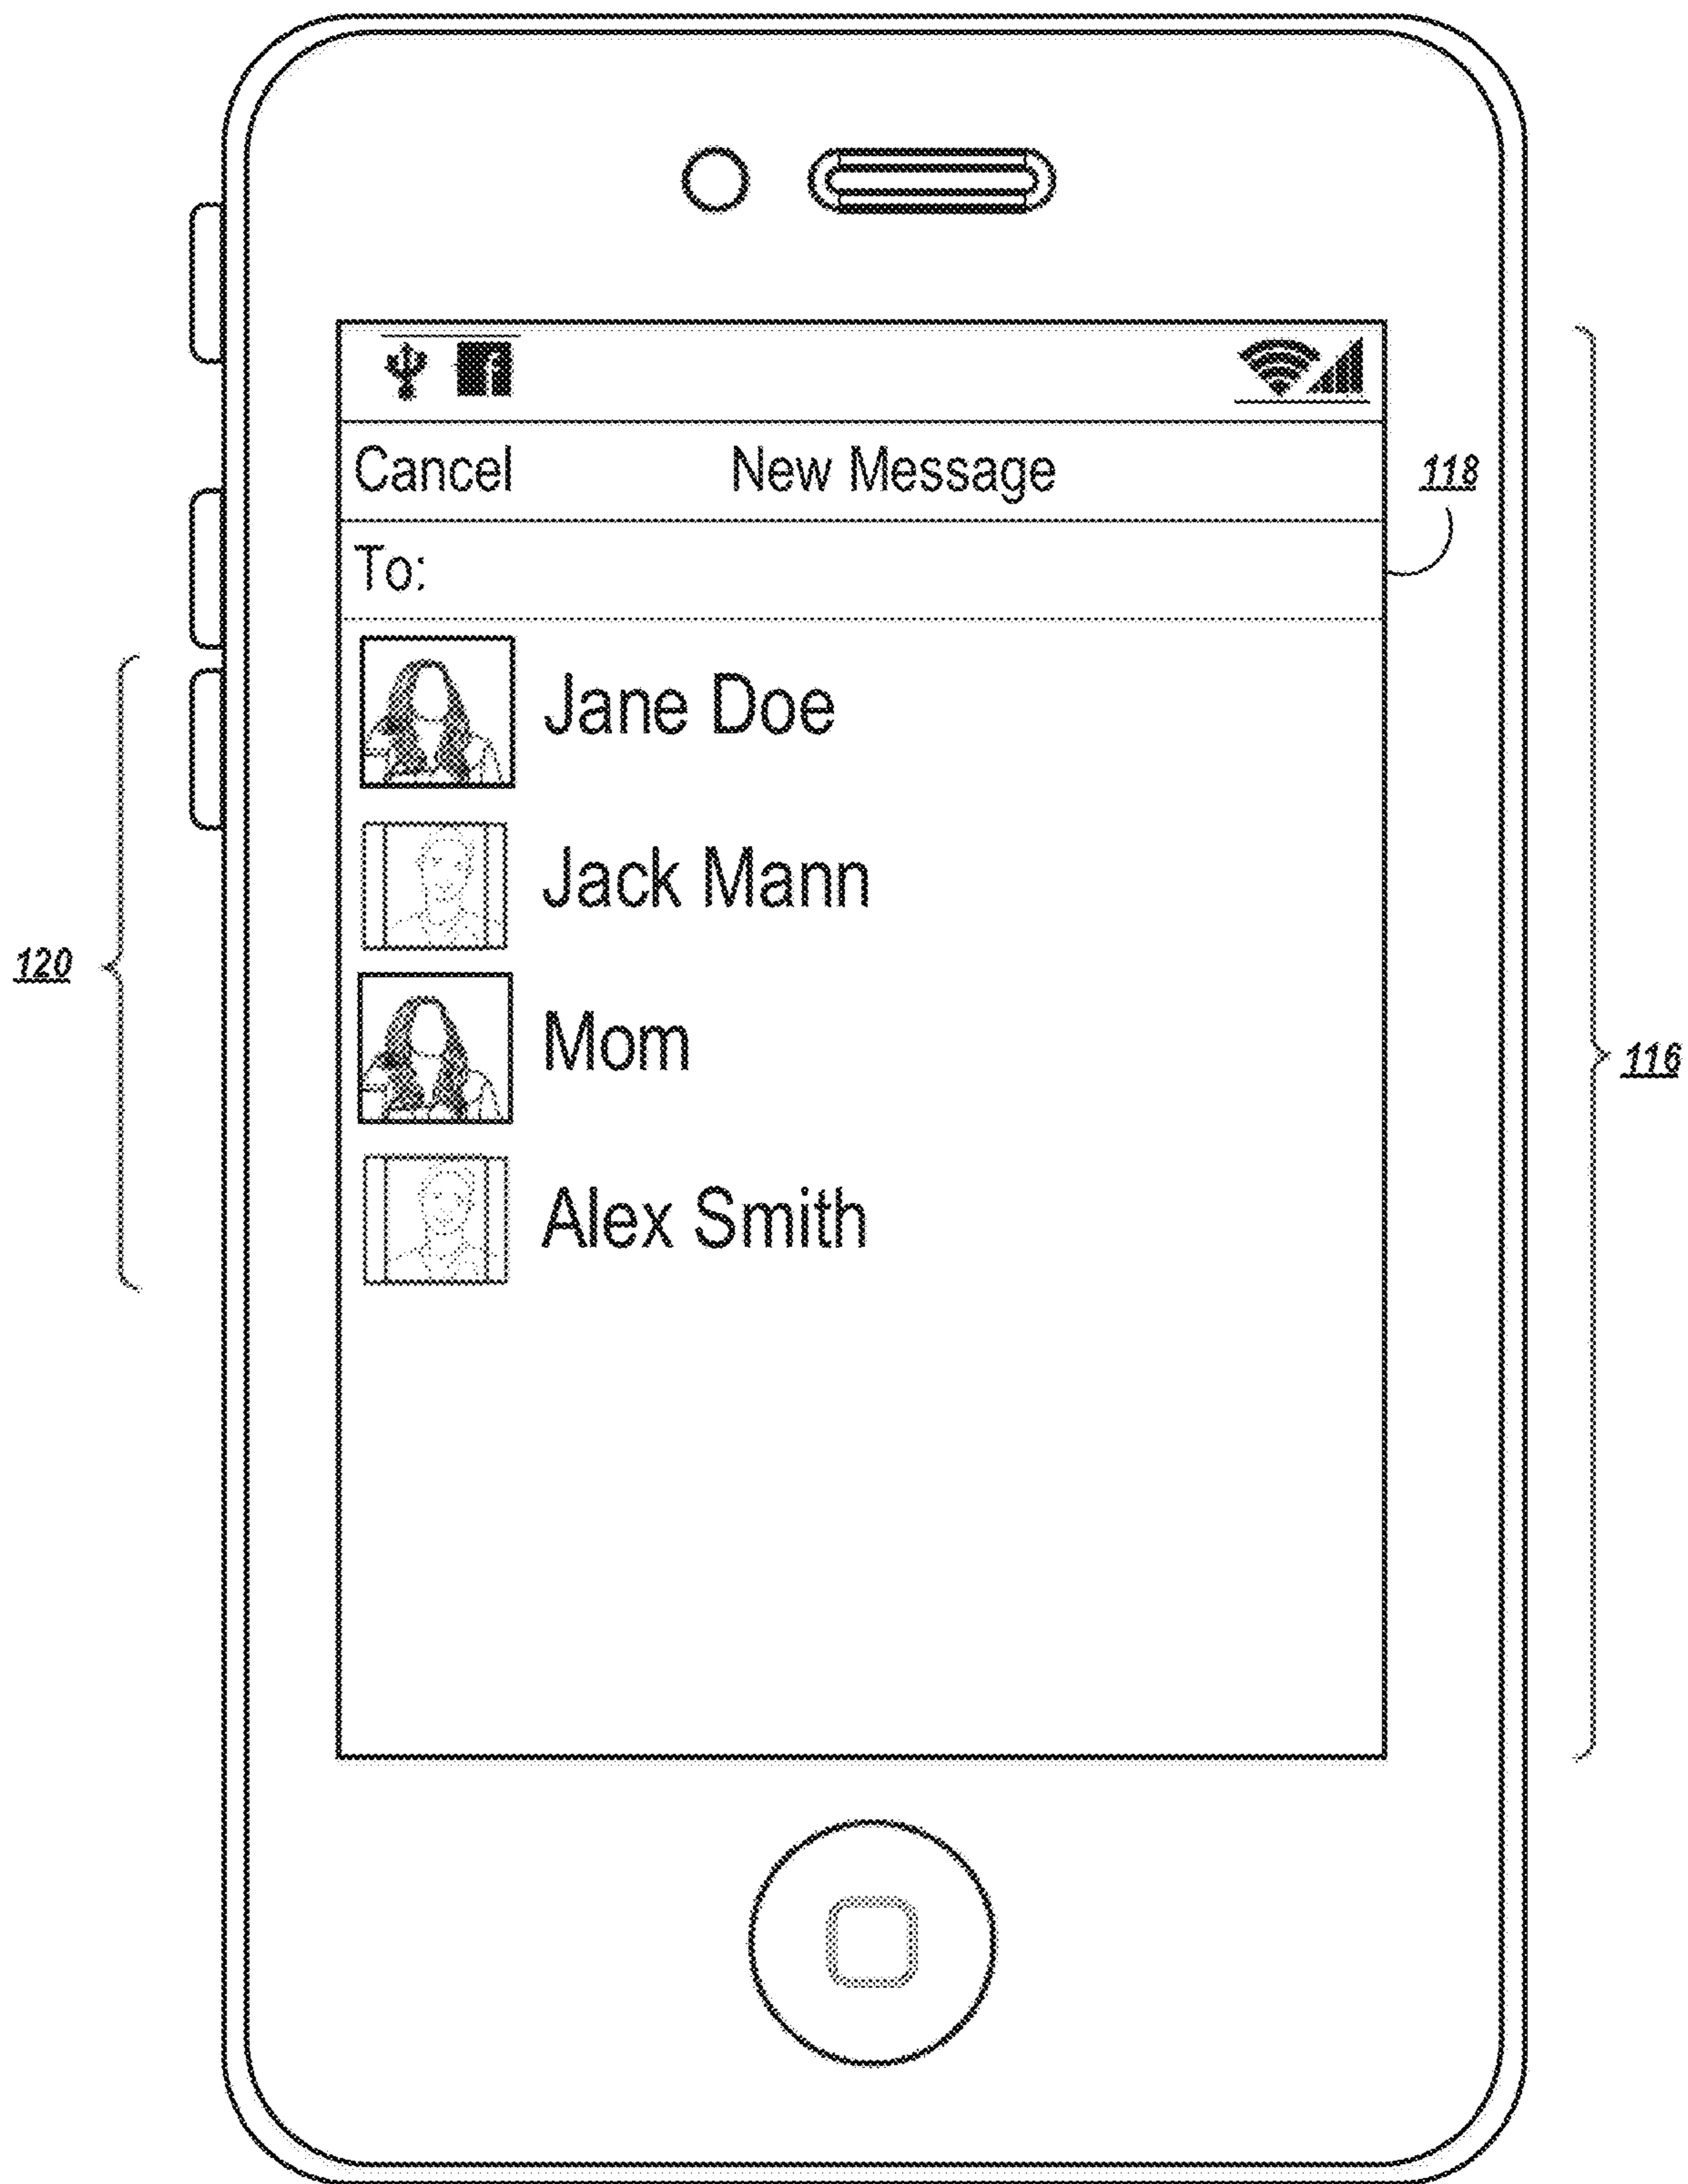 f
Cancel New Message
118
To:
Jane Doe
Jack Mann
120
Mom
116
Alex Smith